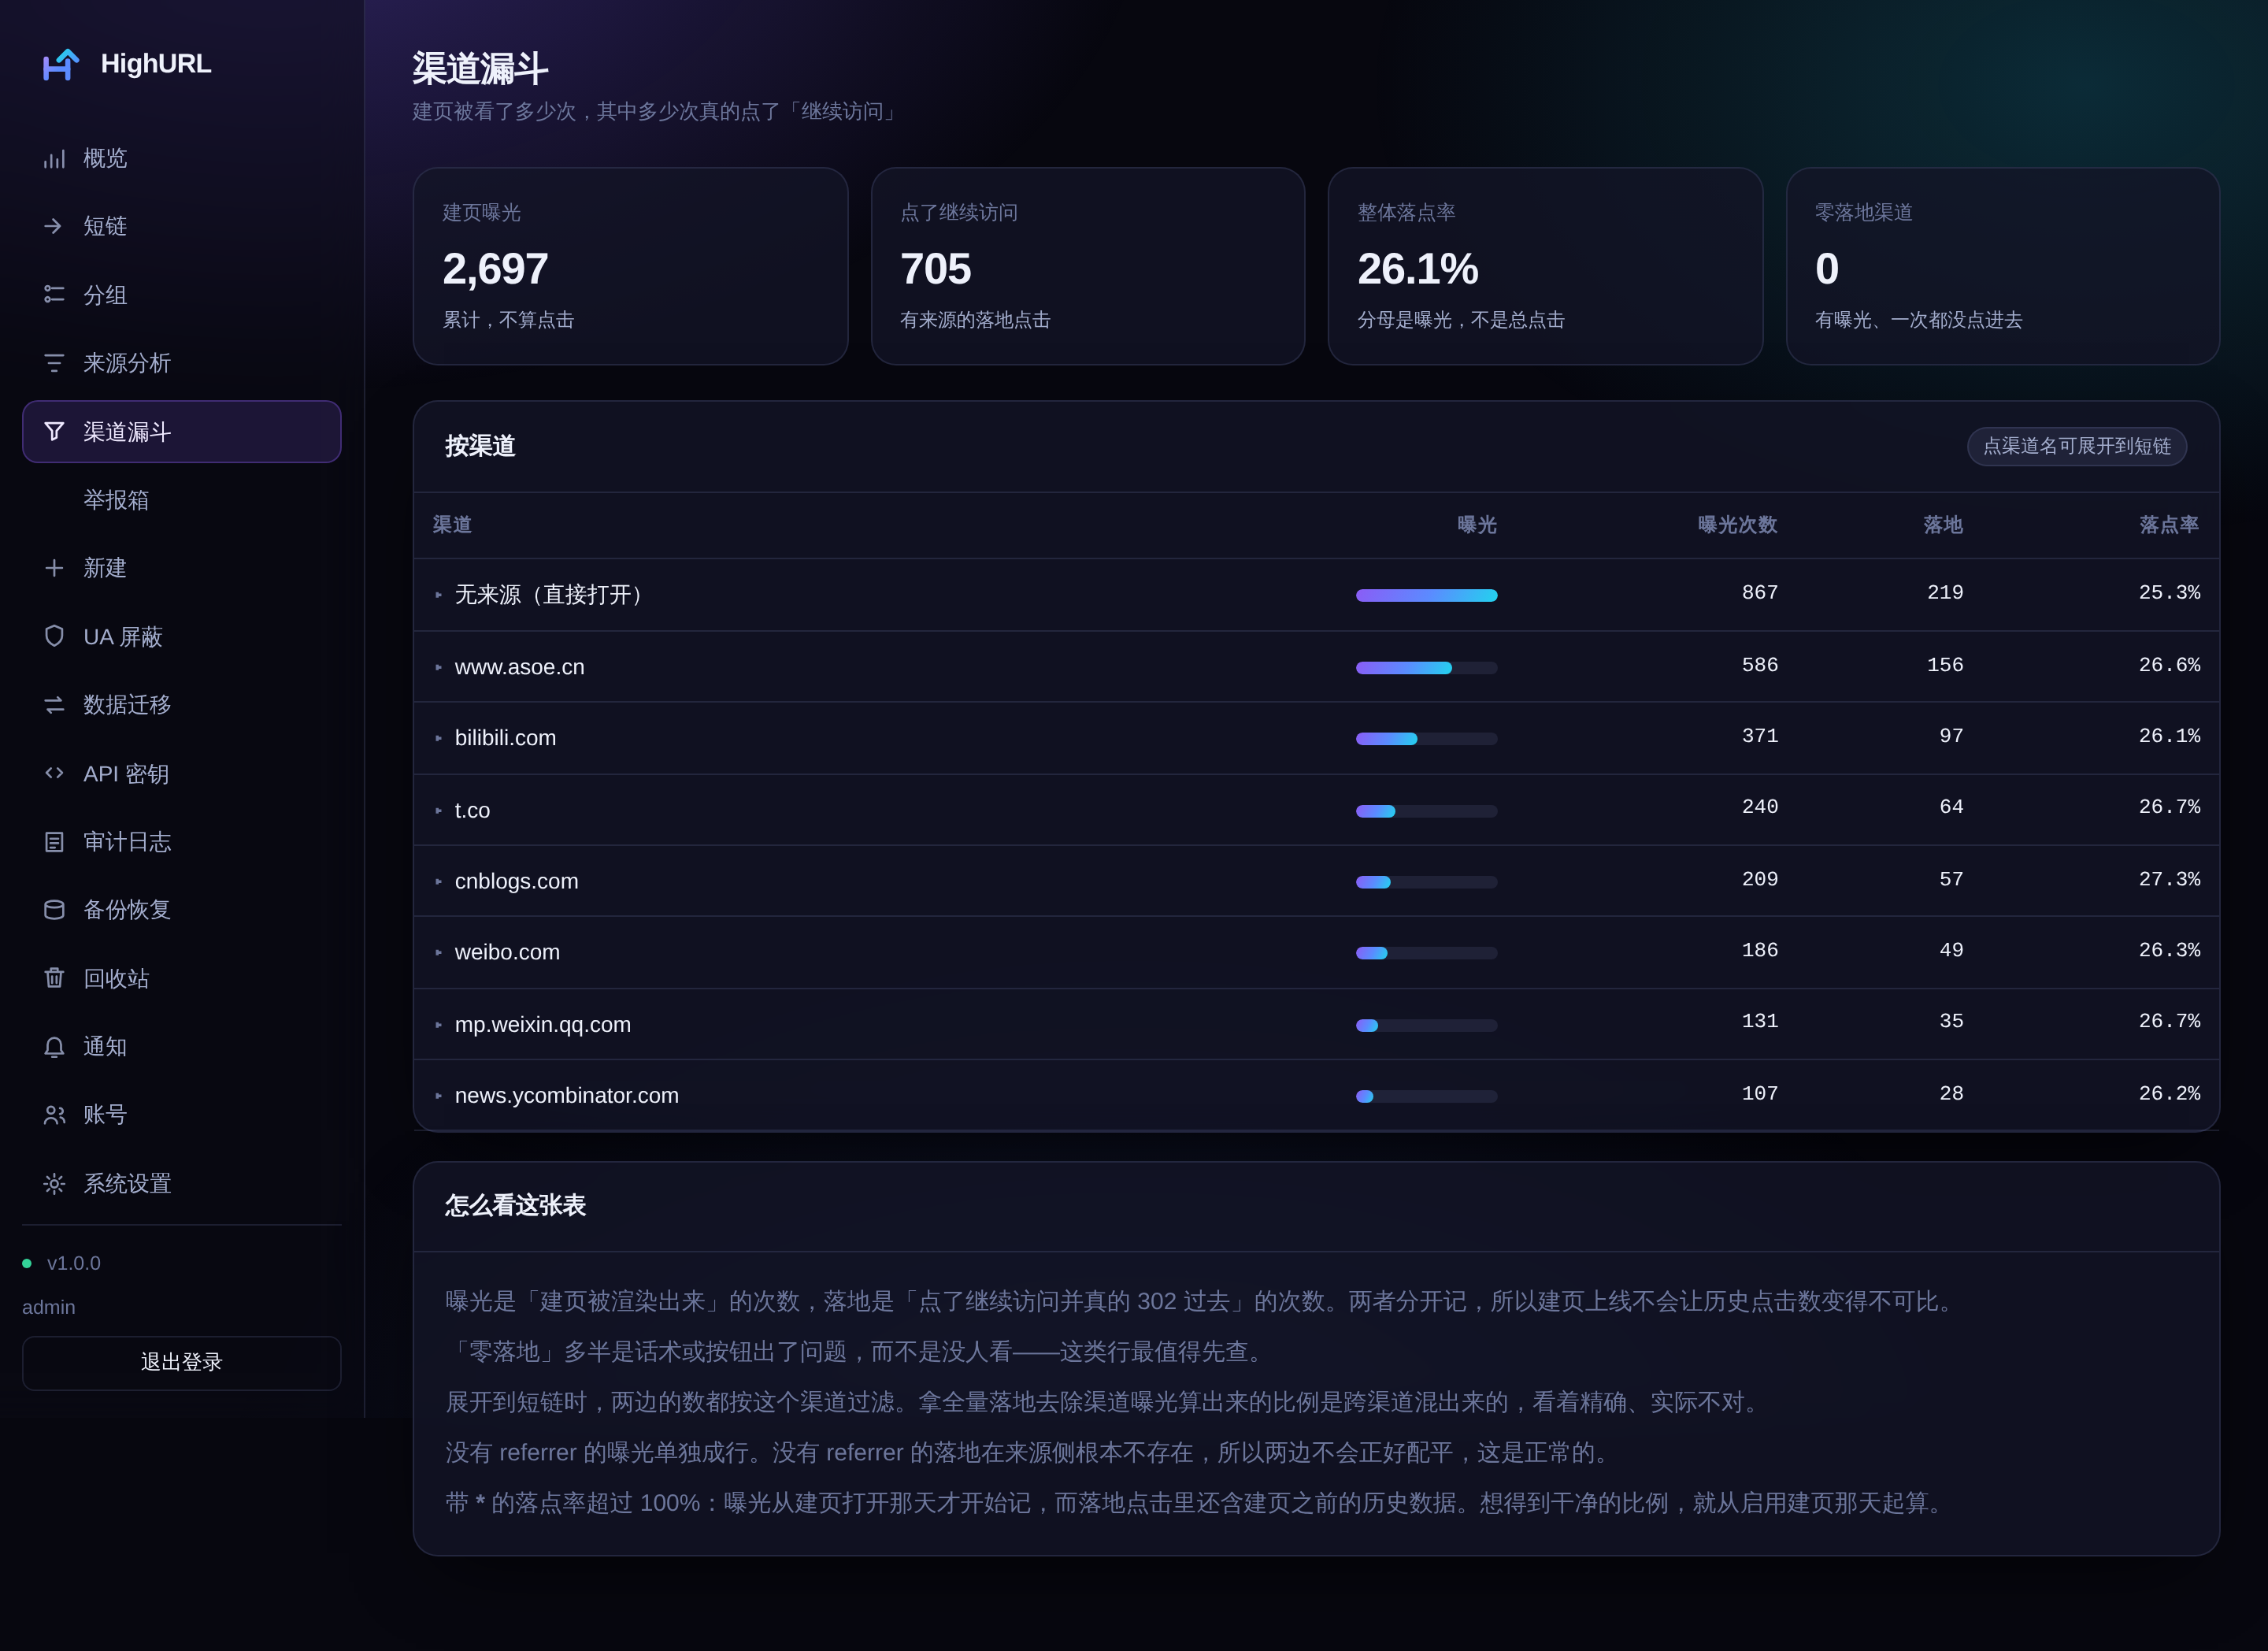 HighURL
概览
短链
分组
来源分析
渠道漏斗
举报箱
新建
UA 屏蔽
数据迁移
API 密钥
审计日志
备份恢复
回收站
通知
账号
系统设置
v1.0.0
admin
退出登录
渠道漏斗
建页被看了多少次，其中多少次真的点了「继续访问」
建页曝光
2,697
累计，不算点击
点了继续访问
705
有来源的落地点击
整体落点率
26.1%
分母是曝光，不是总点击
零落地渠道
0
有曝光、一次都没点进去
按渠道 点渠道名可展开到短链
渠道 曝光 曝光次数 落地 落点率
无来源（直接打开） 867 219 25.3%
www.asoe.cn 586 156 26.6%
bilibili.com 371 97 26.1%
t.co 240 64 26.7%
cnblogs.com 209 57 27.3%
weibo.com 186 49 26.3%
mp.weixin.qq.com 131 35 26.7%
news.ycombinator.com 107 28 26.2%
怎么看这张表
曝光是「建页被渲染出来」的次数，落地是「点了继续访问并真的 302 过去」的次数。两者分开记，所以建页上线不会让历史点击数变得不可比。
「零落地」多半是话术或按钮出了问题，而不是没人看——这类行最值得先查。
展开到短链时，两边的数都按这个渠道过滤。拿全量落地去除渠道曝光算出来的比例是跨渠道混出来的，看着精确、实际不对。
没有 referrer 的曝光单独成行。没有 referrer 的落地在来源侧根本不存在，所以两边不会正好配平，这是正常的。
带 * 的落点率超过 100%：曝光从建页打开那天才开始记，而落地点击里还含建页之前的历史数据。想得到干净的比例，就从启用建页那天起算。